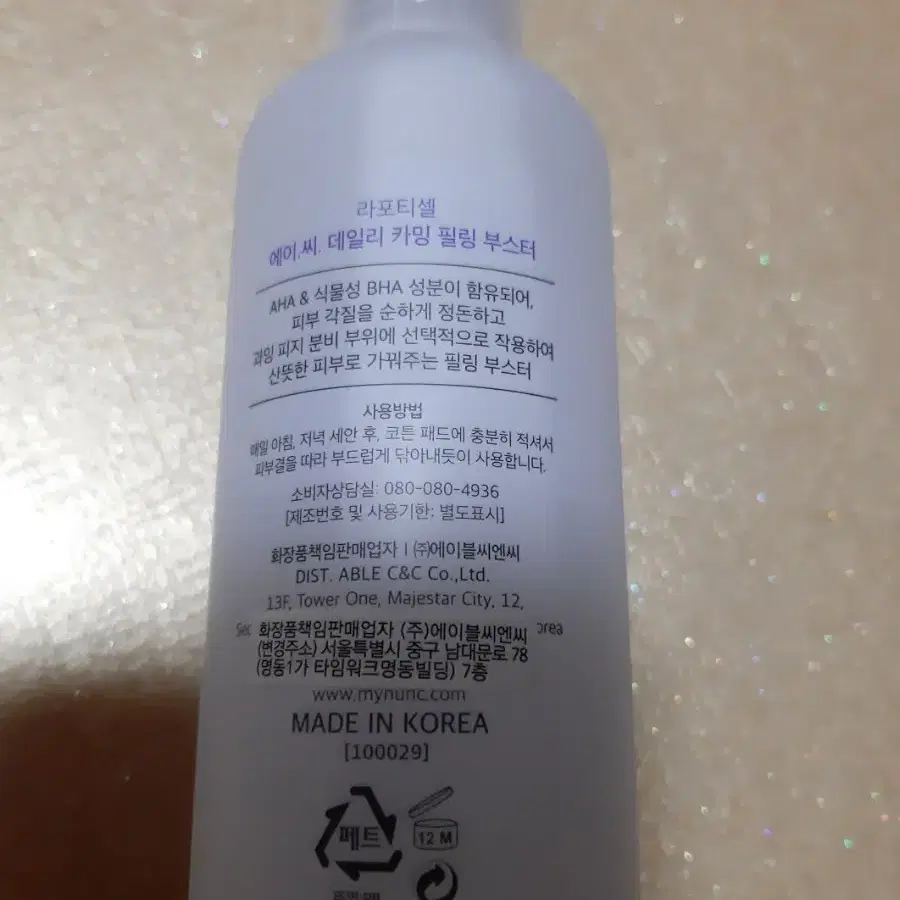 라포티셀
에이.씨. 데일리 카밍 필링 부스터
AHA & 식물성 BHA 성분이 함유되어,
피부 각질을 순하게 정돈하고
과잉 피지 분비 부위에 선택적으로 작용하여
산뜻한 피부로 가꿔주는 필링 부스터
사용방법
매일 아침, 저녁 세안 후, 코튼 패드에 충분히 적셔서
피부결을 따라 부드럽게 닦아내듯이 사용합니다.
소비자상담실: 080-080-4936
[제조번호 및 사용기한: 별도표시]
화장품책임판매업자 I (주)에이블씨엔씨
DIST. ABLE C&C Co.,Ltd.
13F, Tower One, Majestar City, 12,
화장품책임판매업자 (주)에이블씨엔씨
(변경주소) 서울특별시 중구 남대문로 78
(명동1가 타임워크명동빌딩) 7층
www.mynunc.com
MADE IN KOREA
[100029]
페트
12 M